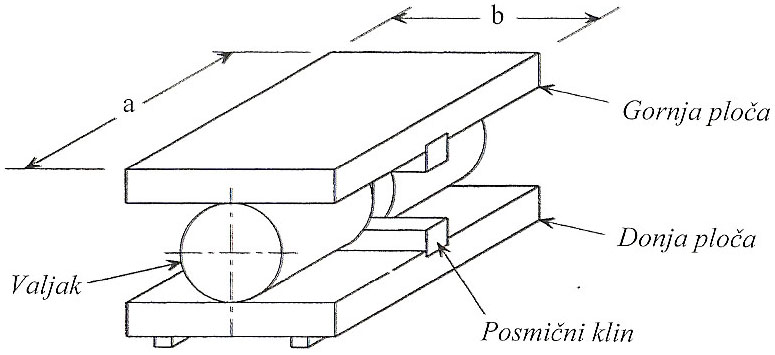 b
a
Gornja ploča
Donja ploča
Valjak
Posmični klin